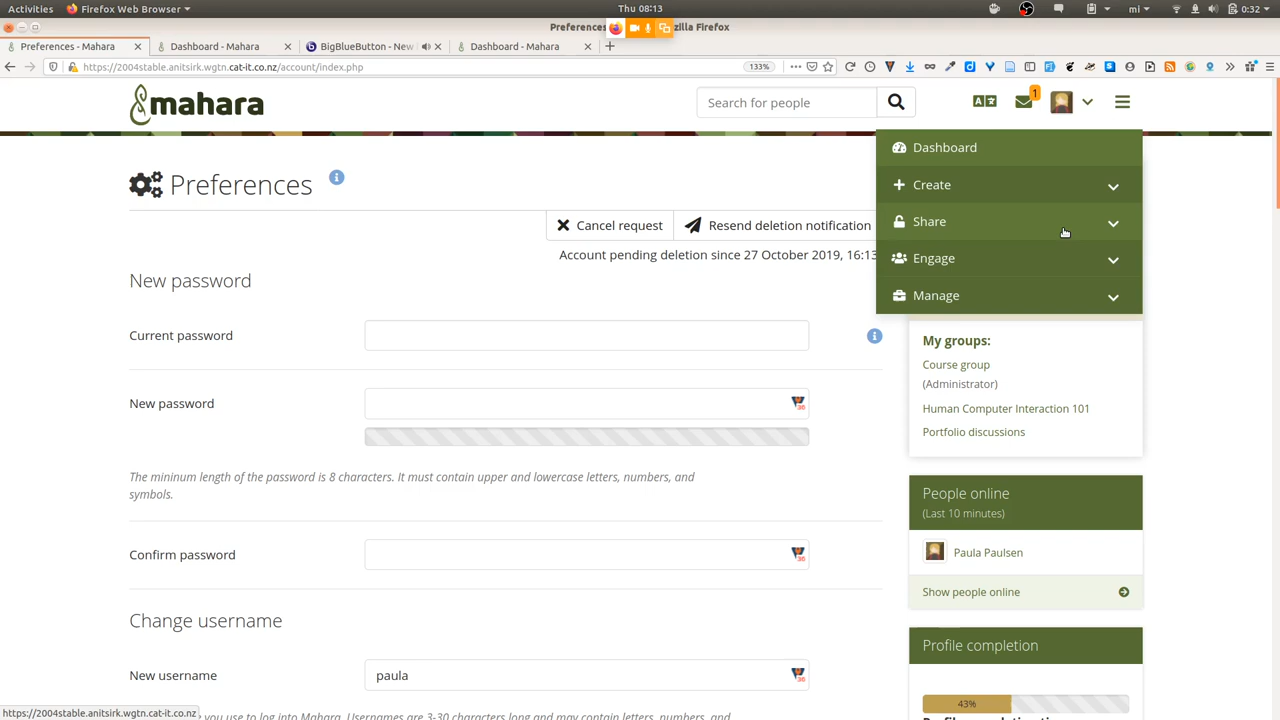 Activities Firefox Web Browser Thu 08:13 mi 0:32
Preferences zilla Firefox
Preferences - Mahara Dashboard - Mahara BigBlueButton - New Dashboard - Mahara
https://2004stable.anitsirk.wgtn.cat-it.co.nz/account/index.php 133%
mahara
Search for people
1
Dashboard
Create
Share
Engage
Manage
Preferences
Cancel request Resend deletion notification
Account pending deletion since 27 October 2019, 16:13
New password
Current password
New password
The mininum length of the password is 8 characters. It must contain upper and lowercase letters, numbers, and
symbols.
Confirm password
Change username
New username paula
you use to log into Mahara. Usernames are 3-30 characters long and may contain letters, numbers, and
My groups:
Course group
(Administrator)
Human Computer Interaction 101
Portfolio discussions
People online
(Last 10 minutes)
Paula Paulsen
Show people online
Profile completion
43%
https://2004stable.anitsirk.wgtn.cat-it.co.nz